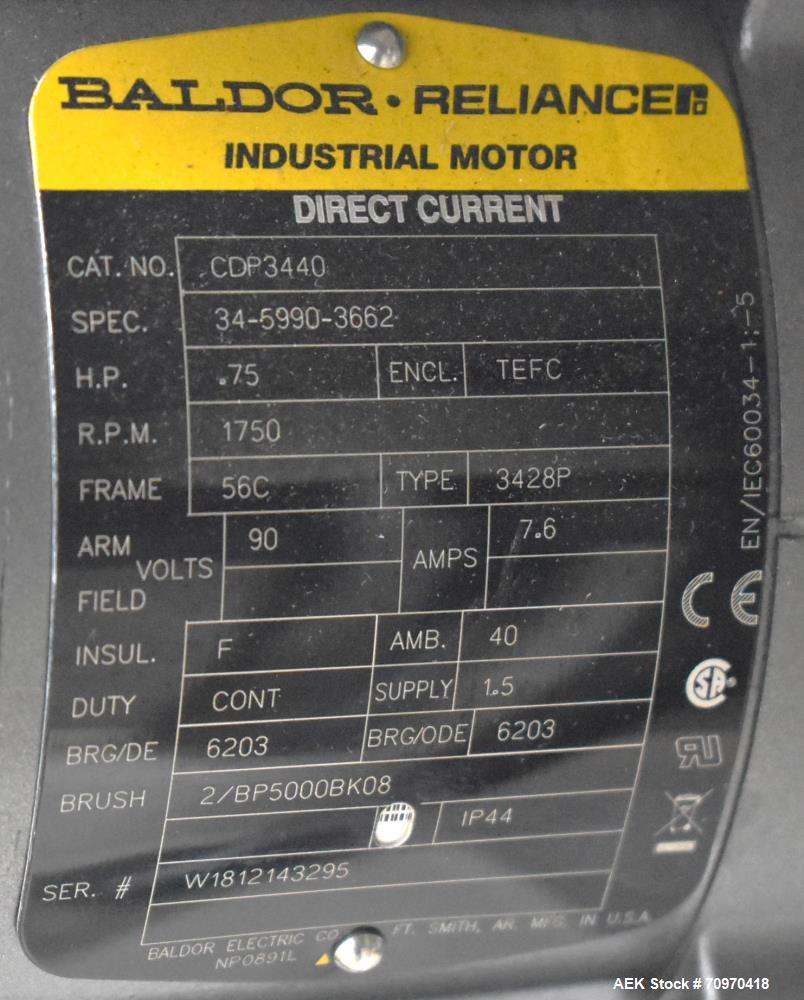 BALDOR • RELIANCE
INDUSTRIAL MOTOR
DIRECT CURRENT
CAT. NO. CDP3440
SPEC. 34-5990-3662
H.P. .75 ENCL. TEFC
R.P.M. 1750
FRAME 56C TYPE 3428P
ARM VOLTS 90 AMPS 7.6
FIELD
INSUL. F AMB. 40
DUTY CONT SUPPLY 1.5
BRG/DE 6203 BRG/ODE 6203
BRUSH 2/BP5000BK08
IP44
SER. # W1812143295
BALDOR ELECTRIC CO FT. SMITH, AR. MFG. IN U.S.A.
NP0891L
EN/IEC60034-1:-5
CE
SA
RU
AEK Stock # 70970418